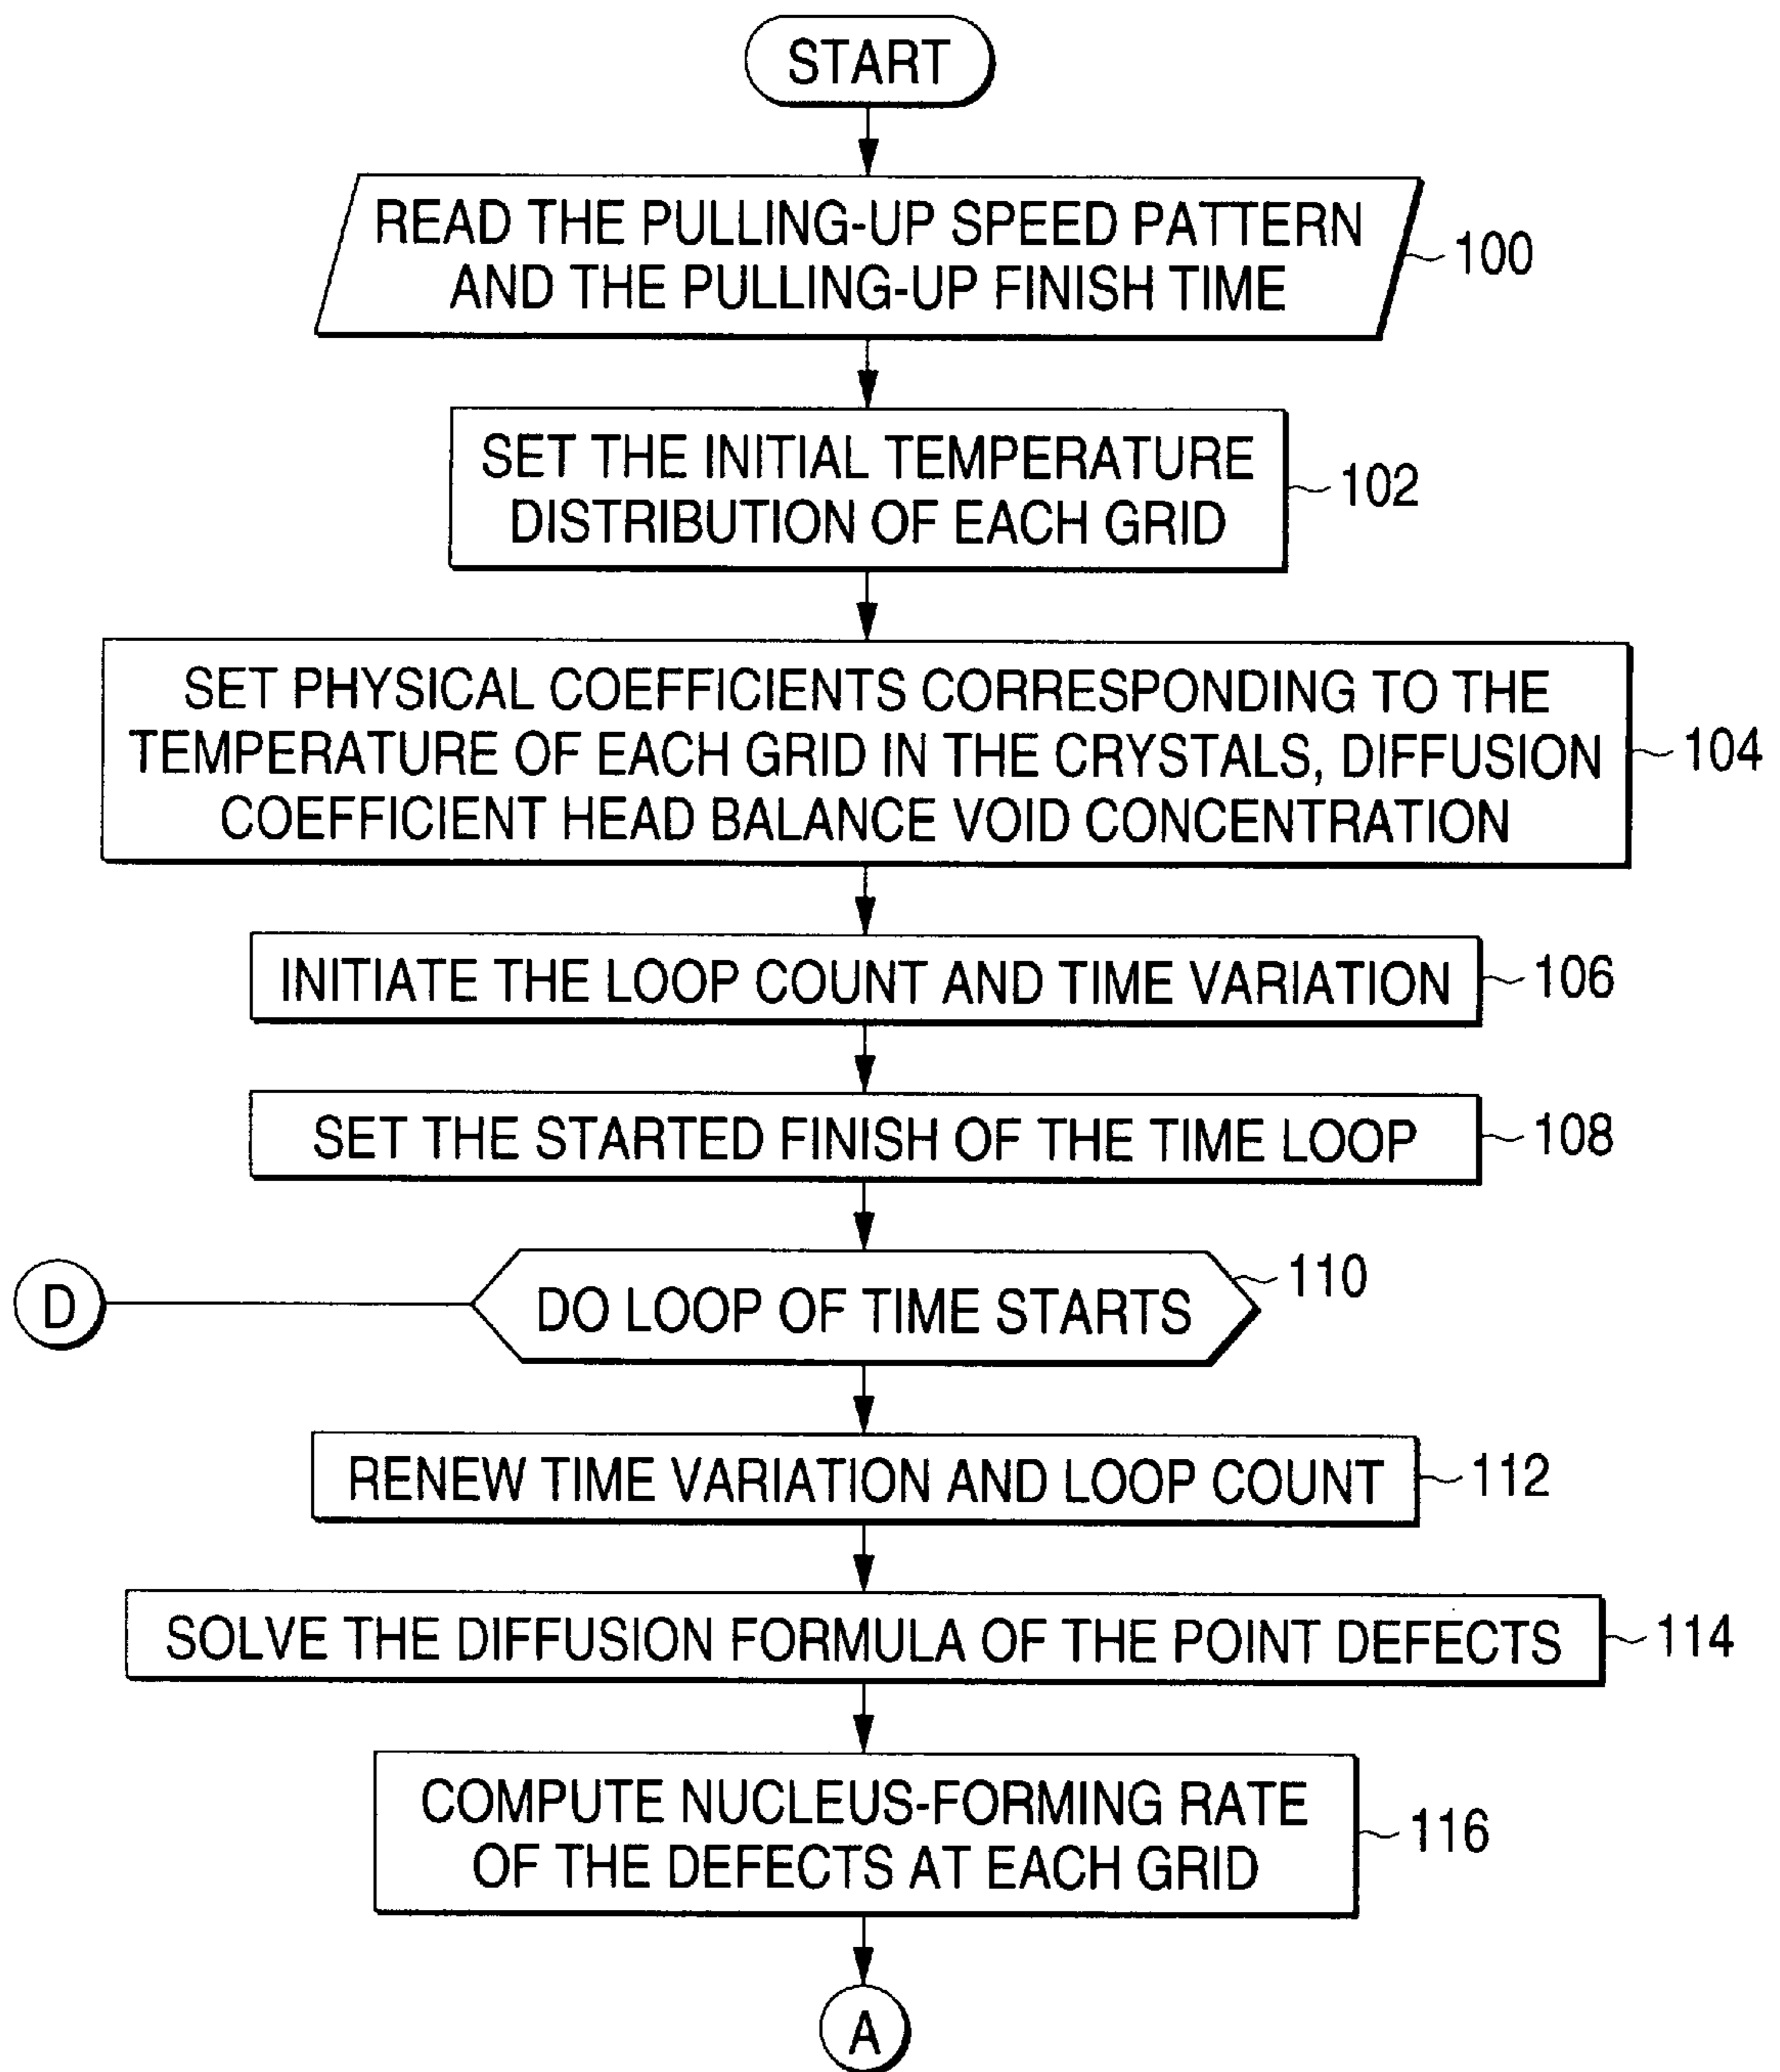 START
READ THE PULLING-UP SPEED PATTERN
AND THE PULLING-UP FINISH TIME
100
SET THE INITIAL TEMPERATURE
DISTRIBUTION OF EACH GRID
102
SET PHYSICAL COEFFICIENTS CORRESPONDING TO THE
TEMPERATURE OF EACH GRID IN THE CRYSTALS, DIFFUSION
COEFFICIENT HEAD BALANCE VOID CONCENTRATION
104
INITIATE THE LOOP COUNT AND TIME VARIATION
106
SET THE STARTED FINISH OF THE TIME LOOP
108
D
DO LOOP OF TIME STARTS
110
RENEW TIME VARIATION AND LOOP COUNT
112
SOLVE THE DIFFUSION FORMULA OF THE POINT DEFECTS
114
COMPUTE NUCLEUS-FORMING RATE
OF THE DEFECTS AT EACH GRID
116
A